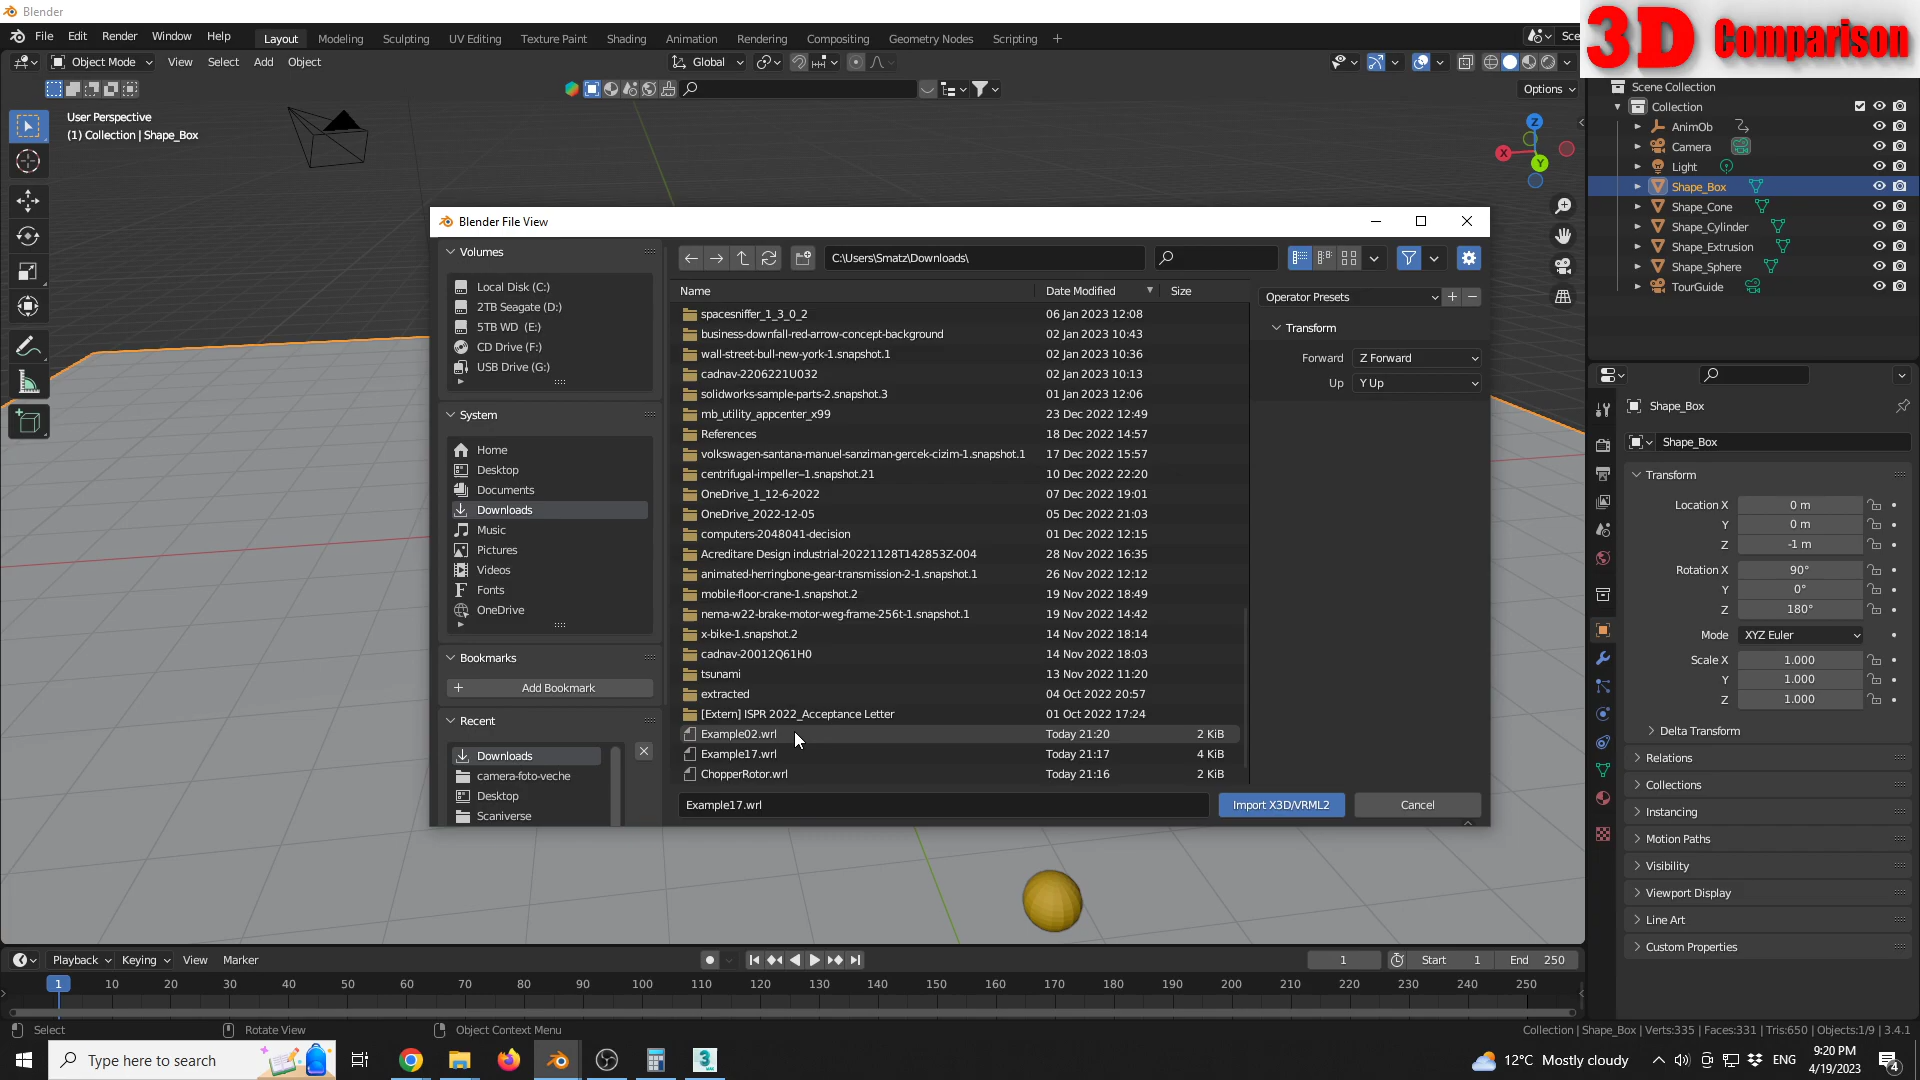 Blender
File Edit Render Window Help Layout Modeling Sculpting UV Editing Texture Paint Shading Animation Rendering Compositing Geometry Nodes Scripting + Sce
3D Comparison
Object Mode View Select Add Object Global
Options
User Perspective
(1) Collection | Shape_Box
Z
X
Y
Scene Collection
Collection
AnimOb
Camera
Light
Shape_Box
Shape_Cone
Shape_Cylinder
Shape_Extrusion
Shape_Sphere
TourGuide
Blender File View
Volumes
Local Disk (C:)
2TB Seagate (D:)
5TB WD (E:)
CD Drive (F:)
USB Drive (G:)
System
Home
Desktop
Documents
Downloads
Music
Pictures
Videos
Fonts
OneDrive
Bookmarks
Add Bookmark
Recent
Downloads
camera-foto-veche
Desktop
Scaniverse
C:\Users\Smatz\Downloads\
Name Date Modified Size
spacesniffer_1_3_0_2 06 Jan 2023 12:08
business-downfall-red-arrow-concept-background 02 Jan 2023 10:43
wall-street-bull-new-york-1.snapshot.1 02 Jan 2023 10:36
cadnav-2206221U032 02 Jan 2023 10:13
solidworks-sample-parts-2.snapshot.3 01 Jan 2023 12:06
mb_utility_appcenter_x99 23 Dec 2022 12:49
References 18 Dec 2022 14:57
volkswagen-santana-manuel-sanziman-gercek-cizim-1.snapshot.1 17 Dec 2022 15:57
centrifugal-impeller--1.snapshot.21 10 Dec 2022 22:20
OneDrive_1_12-6-2022 07 Dec 2022 19:01
OneDrive_2022-12-05 05 Dec 2022 21:03
computers-2048041-decision 01 Dec 2022 12:15
Acreditare Design industrial-20221128T142853Z-004 28 Nov 2022 16:35
animated-herringbone-gear-transmission-2-1.snapshot.1 26 Nov 2022 12:12
mobile-floor-crane-1.snapshot.2 19 Nov 2022 18:49
nema-w22-brake-motor-weg-frame-256t-1.snapshot.1 19 Nov 2022 14:42
x-bike-1.snapshot.2 14 Nov 2022 18:14
cadnav-20012Q61H0 14 Nov 2022 18:03
tsunami 13 Nov 2022 11:20
extracted 04 Oct 2022 20:57
[Extern] ISPR 2022_Acceptance Letter 01 Oct 2022 17:24
Example02.wrl Today 21:20 2 KiB
Example17.wrl Today 21:17 4 KiB
ChopperRotor.wrl Today 21:16 2 KiB
Example17.wrl Import X3D/VRML2 Cancel
Operator Presets
Transform
Forward Z Forward
Up Y Up
Shape_Box
Shape_Box
Transform
Location X 0 m
Y 0 m
Z -1 m
Rotation X 90°
Y 0°
Z 180°
Mode XYZ Euler
Scale X 1.000
Y 1.000
Z 1.000
Delta Transform
Relations
Collections
Instancing
Motion Paths
Visibility
Viewport Display
Line Art
Custom Properties
Playback Keying View Marker 1 Start 1 End 250
1 10 20 30 40 50 60 70 80 90 100 110 120 130 140 150 160 170 180 190 200 210 220 230 240 250
Select Rotate View Object Context Menu Collection | Shape_Box | Verts:335 | Faces:331 | Tris:650 | Objects:1/9 | 3.4.1
Type here to search 3 12°C Mostly cloudy ENG 9:20 PM
4/19/2023
4